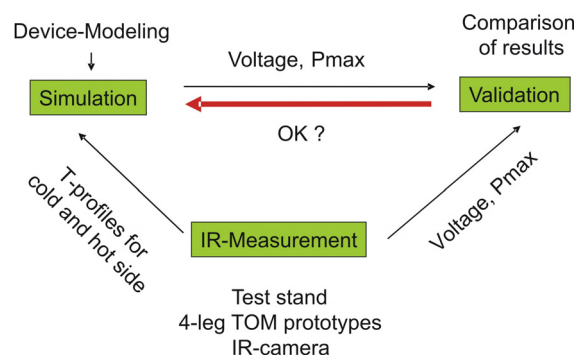 Device-Modeling
Comparison
of results
Voltage, Pmax
Simulation
Validation
OK ?
T-profiles for
cold and hot side
Voltage, Pmax
IR-Measurement
Test stand
4-leg TOM prototypes
IR-camera